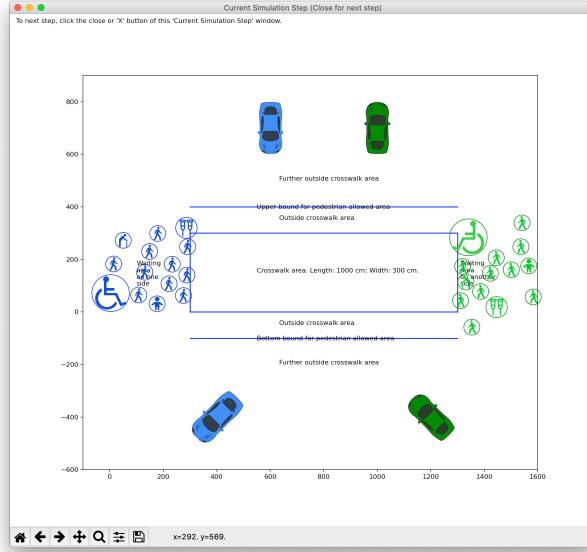 Current Simulation Step (Close for next step)
To next step, click the close or 'X' button of this 'Current Simulation Step' window.
800
600
400
200
0
−200
−400
−600
Further outside crosswalk area
Upper bound for pedestrian allowed area
Outside crosswalk area
Waiting
area
on one
side
Crosswalk area. Length: 1000 cm; Width: 300 cm.
Waiting
area
on another
side
Outside crosswalk area
Bottom bound for pedestrian allowed area
Further outside crosswalk area
0
200
400
600
800
1000
1200
1400
1600
x=292. y=569.